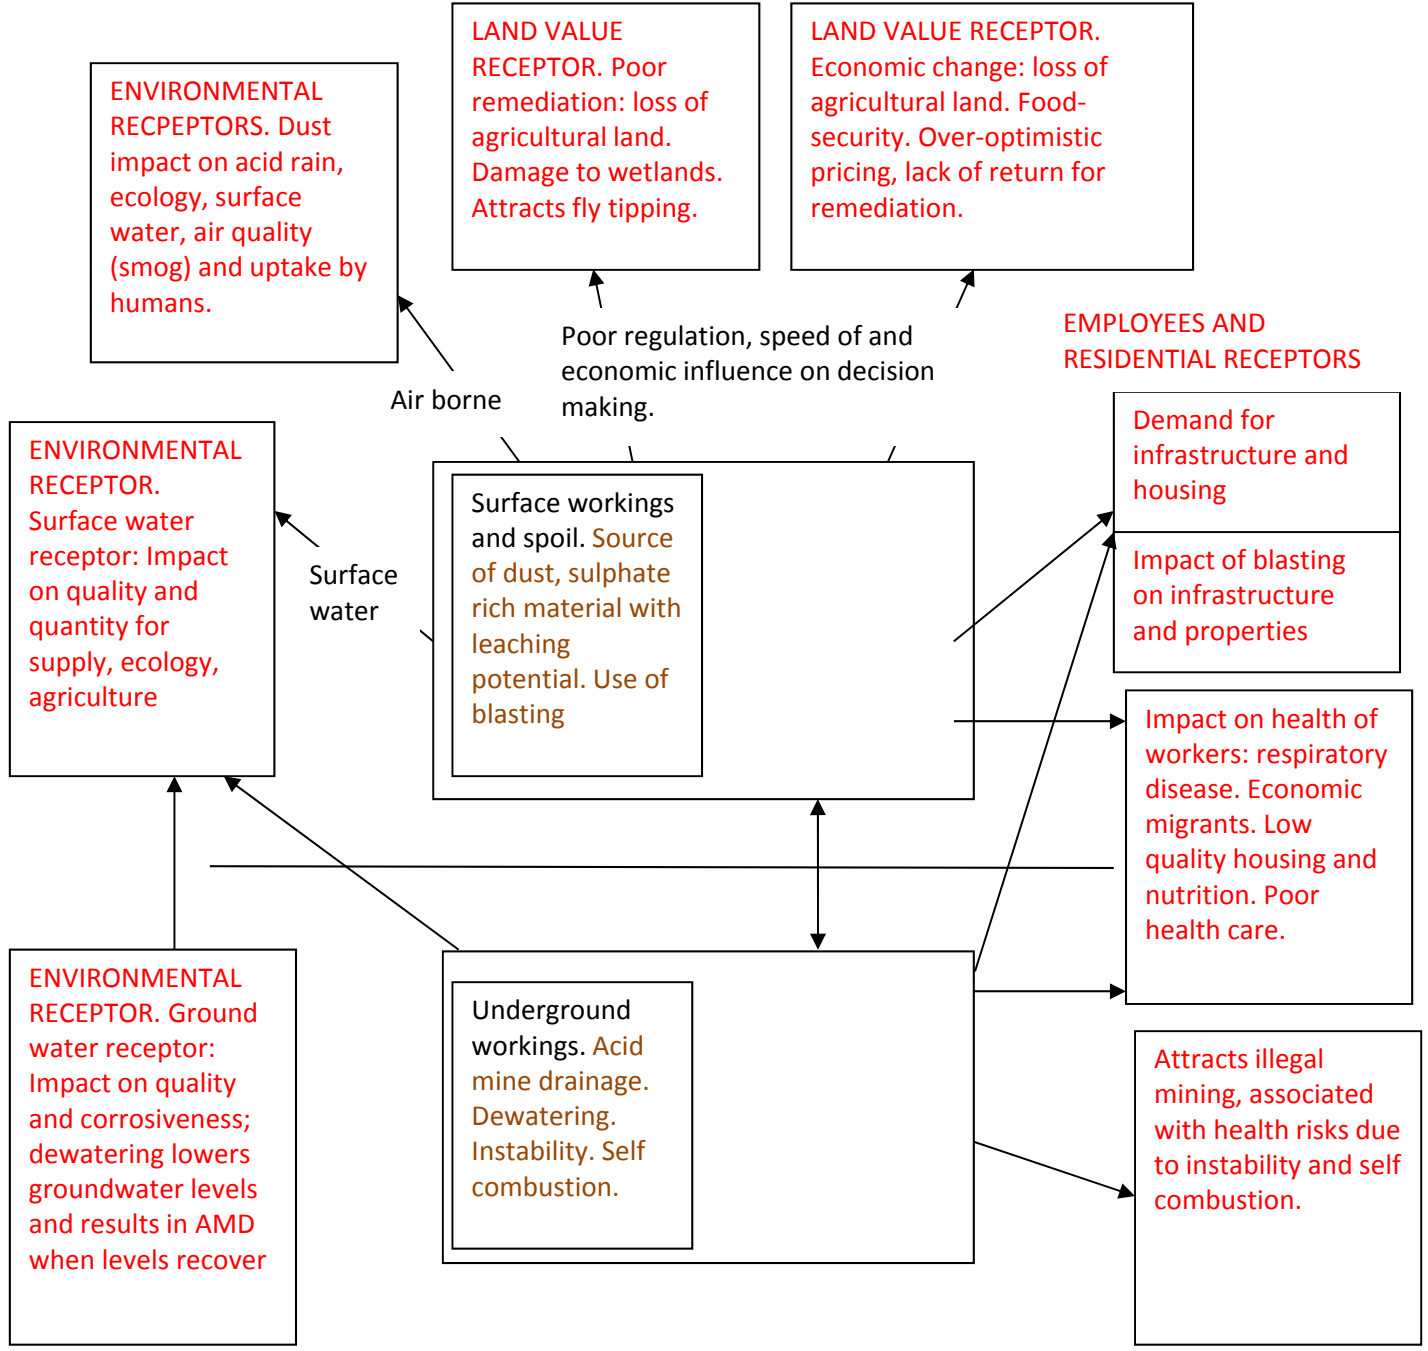 LAND VALUE
RECEPTOR. Poor
remediation: loss of
agricultural land.
Damage to wetlands.
Attracts fly tipping.
LAND VALUE RECEPTOR.
Economic change: loss of
agricultural land. Food-
security. Over-optimistic
pricing, lack of return for
remediation.
ENVIRONMENTAL
RECPEPTORS. Dust
impact on acid rain,
ecology, surface
water, air quality
(smog) and uptake by
humans.
Poor regulation, speed of and
economic influence on decision
making.
EMPLOYEES AND
RESIDENTIAL RECEPTORS
Air borne
Demand for
infrastructure and
housing
Impact of blasting
on infrastructure
and properties
ENVIRONMENTAL
RECEPTOR.
Surface water
receptor: Impact
on quality and
quantity for
supply, ecology,
agriculture
Surface
water
Surface workings
and spoil. Source
of dust, sulphate
rich material with
leaching
potential. Use of
blasting
Impact on health of
workers: respiratory
disease. Economic
migrants. Low
quality housing and
nutrition. Poor
health care.
ENVIRONMENTAL
RECEPTOR. Ground
water receptor:
Impact on quality
and corrosiveness;
dewatering lowers
groundwater levels
and results in AMD
when levels recover
Underground
workings. Acid
mine drainage.
Dewatering.
Instability. Self
combustion.
Attracts illegal
mining, associated
with health risks due
to instability and self
combustion.